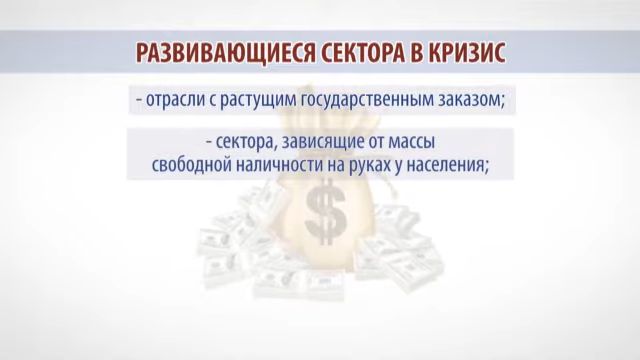 РАЗВИВАЮЩИЕСЯ СЕКТОРА В КРИЗИС
- отрасли с растущим государственным заказом;
- сектора, зависящие от массы
свободной наличности на руках у населения;
$